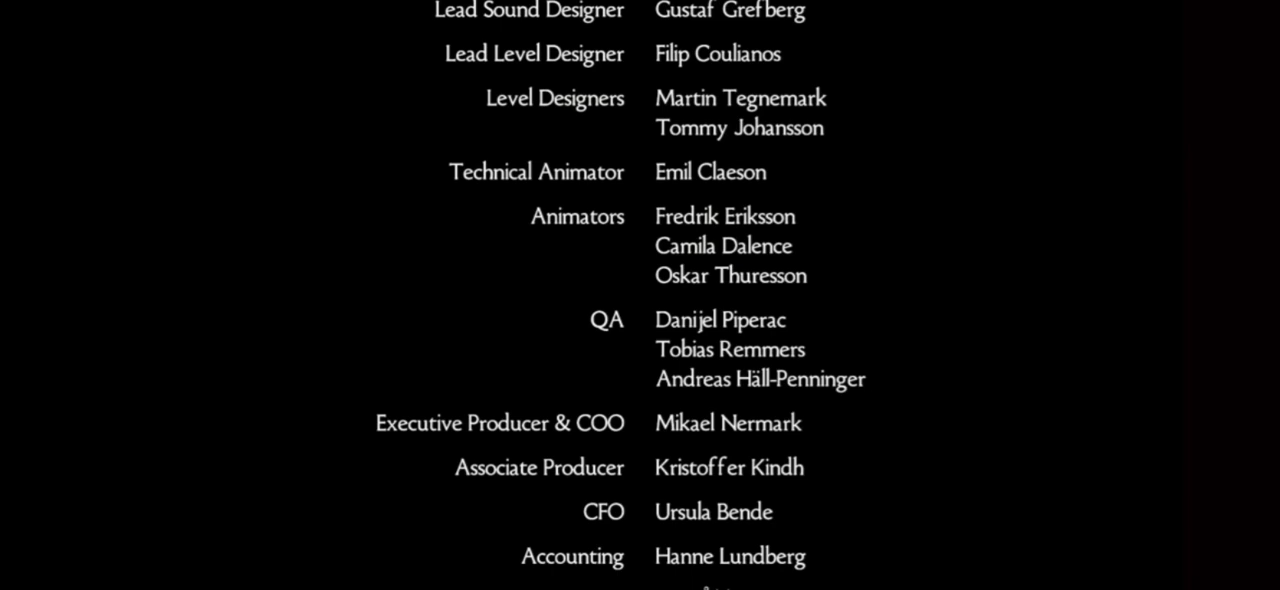 Lead Sound Designer Gustaf Grefberg
Lead Level Designer Filip Coulianos
Level Designers Martin Tegnemark
Tommy Johansson
Technical Animator Emil Claeson
Animators Fredrik Eriksson
Camila Dalence
Oskar Thuresson
QA Danijel Piperac
Tobias Remmers
Andreas Häll-Penninger
Executive Producer & COO Mikael Nermark
Associate Producer Kristoffer Kindh
CFO Ursula Bende
Accounting Hanne Lundberg